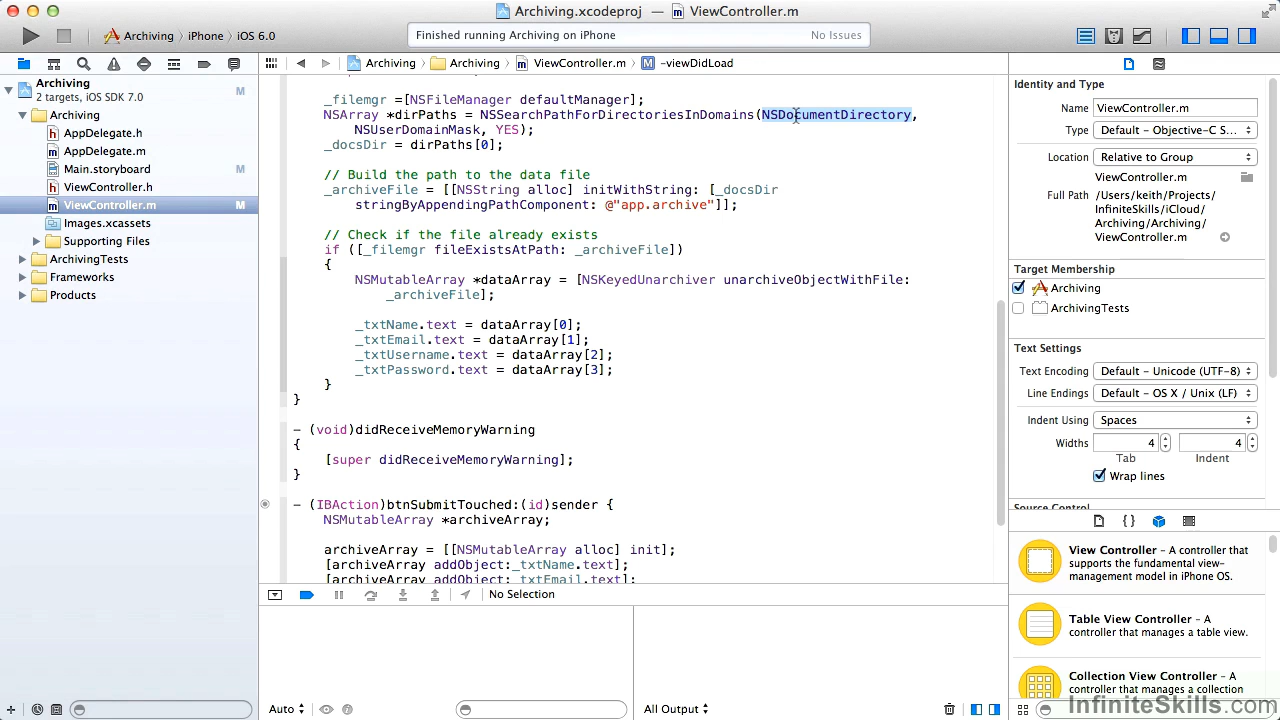 Archiving.xcodeproj — ViewController.m
Archiving
iPhone
iOS 6.0
Finished running Archiving on iPhone
No Issues
Archiving
Archiving
ViewController.m
M
-viewDidLoad
Archiving
2 targets, iOS SDK 7.0
M
Archiving
AppDelegate.h
AppDelegate.m
Main.storyboard
M
ViewController.h
ViewController.m
M
Images.xcassets
Supporting Files
ArchivingTests
Frameworks
Products
_filemgr =[NSFileManager defaultManager];
NSArray *dirPaths = NSSearchPathForDirectoriesInDomains(NSDocumentDirectory,
NSUserDomainMask, YES);
_docsDir = dirPaths[0];
// Build the path to the data file
_archiveFile = [[NSString alloc] initWithString: [_docsDir
stringByAppendingPathComponent: @"app.archive"]];
// Check if the file already exists
if ([_filemgr fileExistsAtPath: _archiveFile])
{
NSMutableArray *dataArray = [NSKeyedUnarchiver unarchiveObjectWithFile:
_archiveFile];
_txtName.text = dataArray[0];
_txtEmail.text = dataArray[1];
_txtUsername.text = dataArray[2];
_txtPassword.text = dataArray[3];
}
}
- (void)didReceiveMemoryWarning
{
[super didReceiveMemoryWarning];
}
- (IBAction)btnSubmitTouched:(id)sender {
NSMutableArray *archiveArray;
archiveArray = [[NSMutableArray alloc] init];
[archiveArray addObject:_txtName.text];
[archiveArray addObject:_txtEmail.text];
No Selection
Auto
All Output
Identity and Type
Name
ViewController.m
Type
Default - Objective-C S...
Location
Relative to Group
ViewController.m
Full Path
/Users/keith/Projects/
InfiniteSkills/iCloud/
Archiving/Archiving/
ViewController.m
Target Membership
Archiving
ArchivingTests
Text Settings
Text Encoding
Default - Unicode (UTF-8)
Line Endings
Default - OS X / Unix (LF)
Indent Using
Spaces
Widths
4
4
Tab
Indent
Wrap lines
Source Control
{ }
View Controller - A controller that
supports the fundamental view-
management model in iPhone OS.
Table View Controller - A
controller that manages a table view.
Collection View Controller - A
controller that manages a collection
InfiniteSkills.com